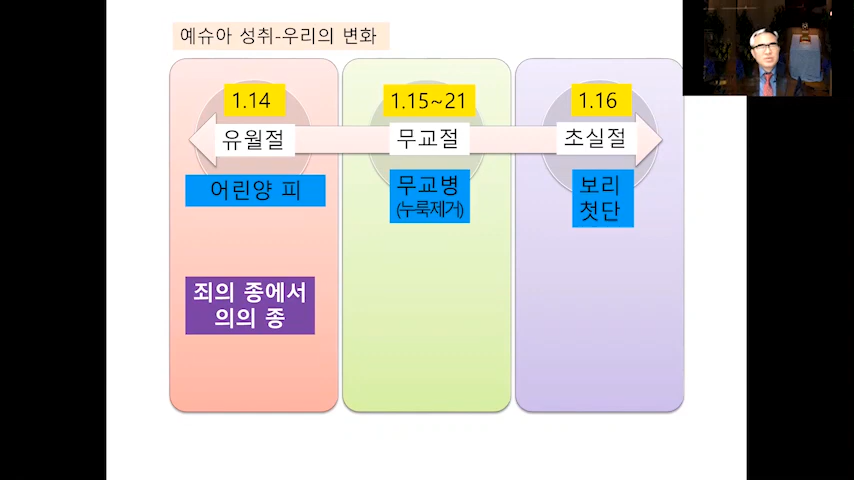 예슈아 성취-우리의 변화
1.14
유월절
어린양 피
죄의 종에서
의의 종
1.15~21
무교절
무교병
(누룩제거)
1.16
초실절
보리
첫단